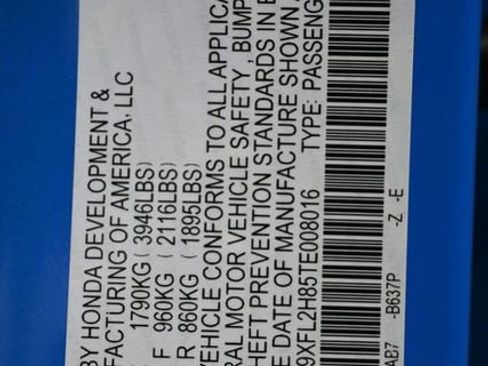 BY HONDA DEVELOPMENT &
FACTURING OF AMERICA, LLC
1790KG ( 3946LBS)
F 960KG ( 2116LBS)
R 860KG ( 1895LBS)
VEHICLE CONFORMS TO ALL APPLICA
RAL MOTOR VEHICLE SAFETY, BUMP
HEFT PREVENTION STANDARDS IN E
E DATE OF MANUFACTURE SHOWN A
9XFL2H85TE008016 TYPE: PASSENG
AB7 -B637P -Z -E